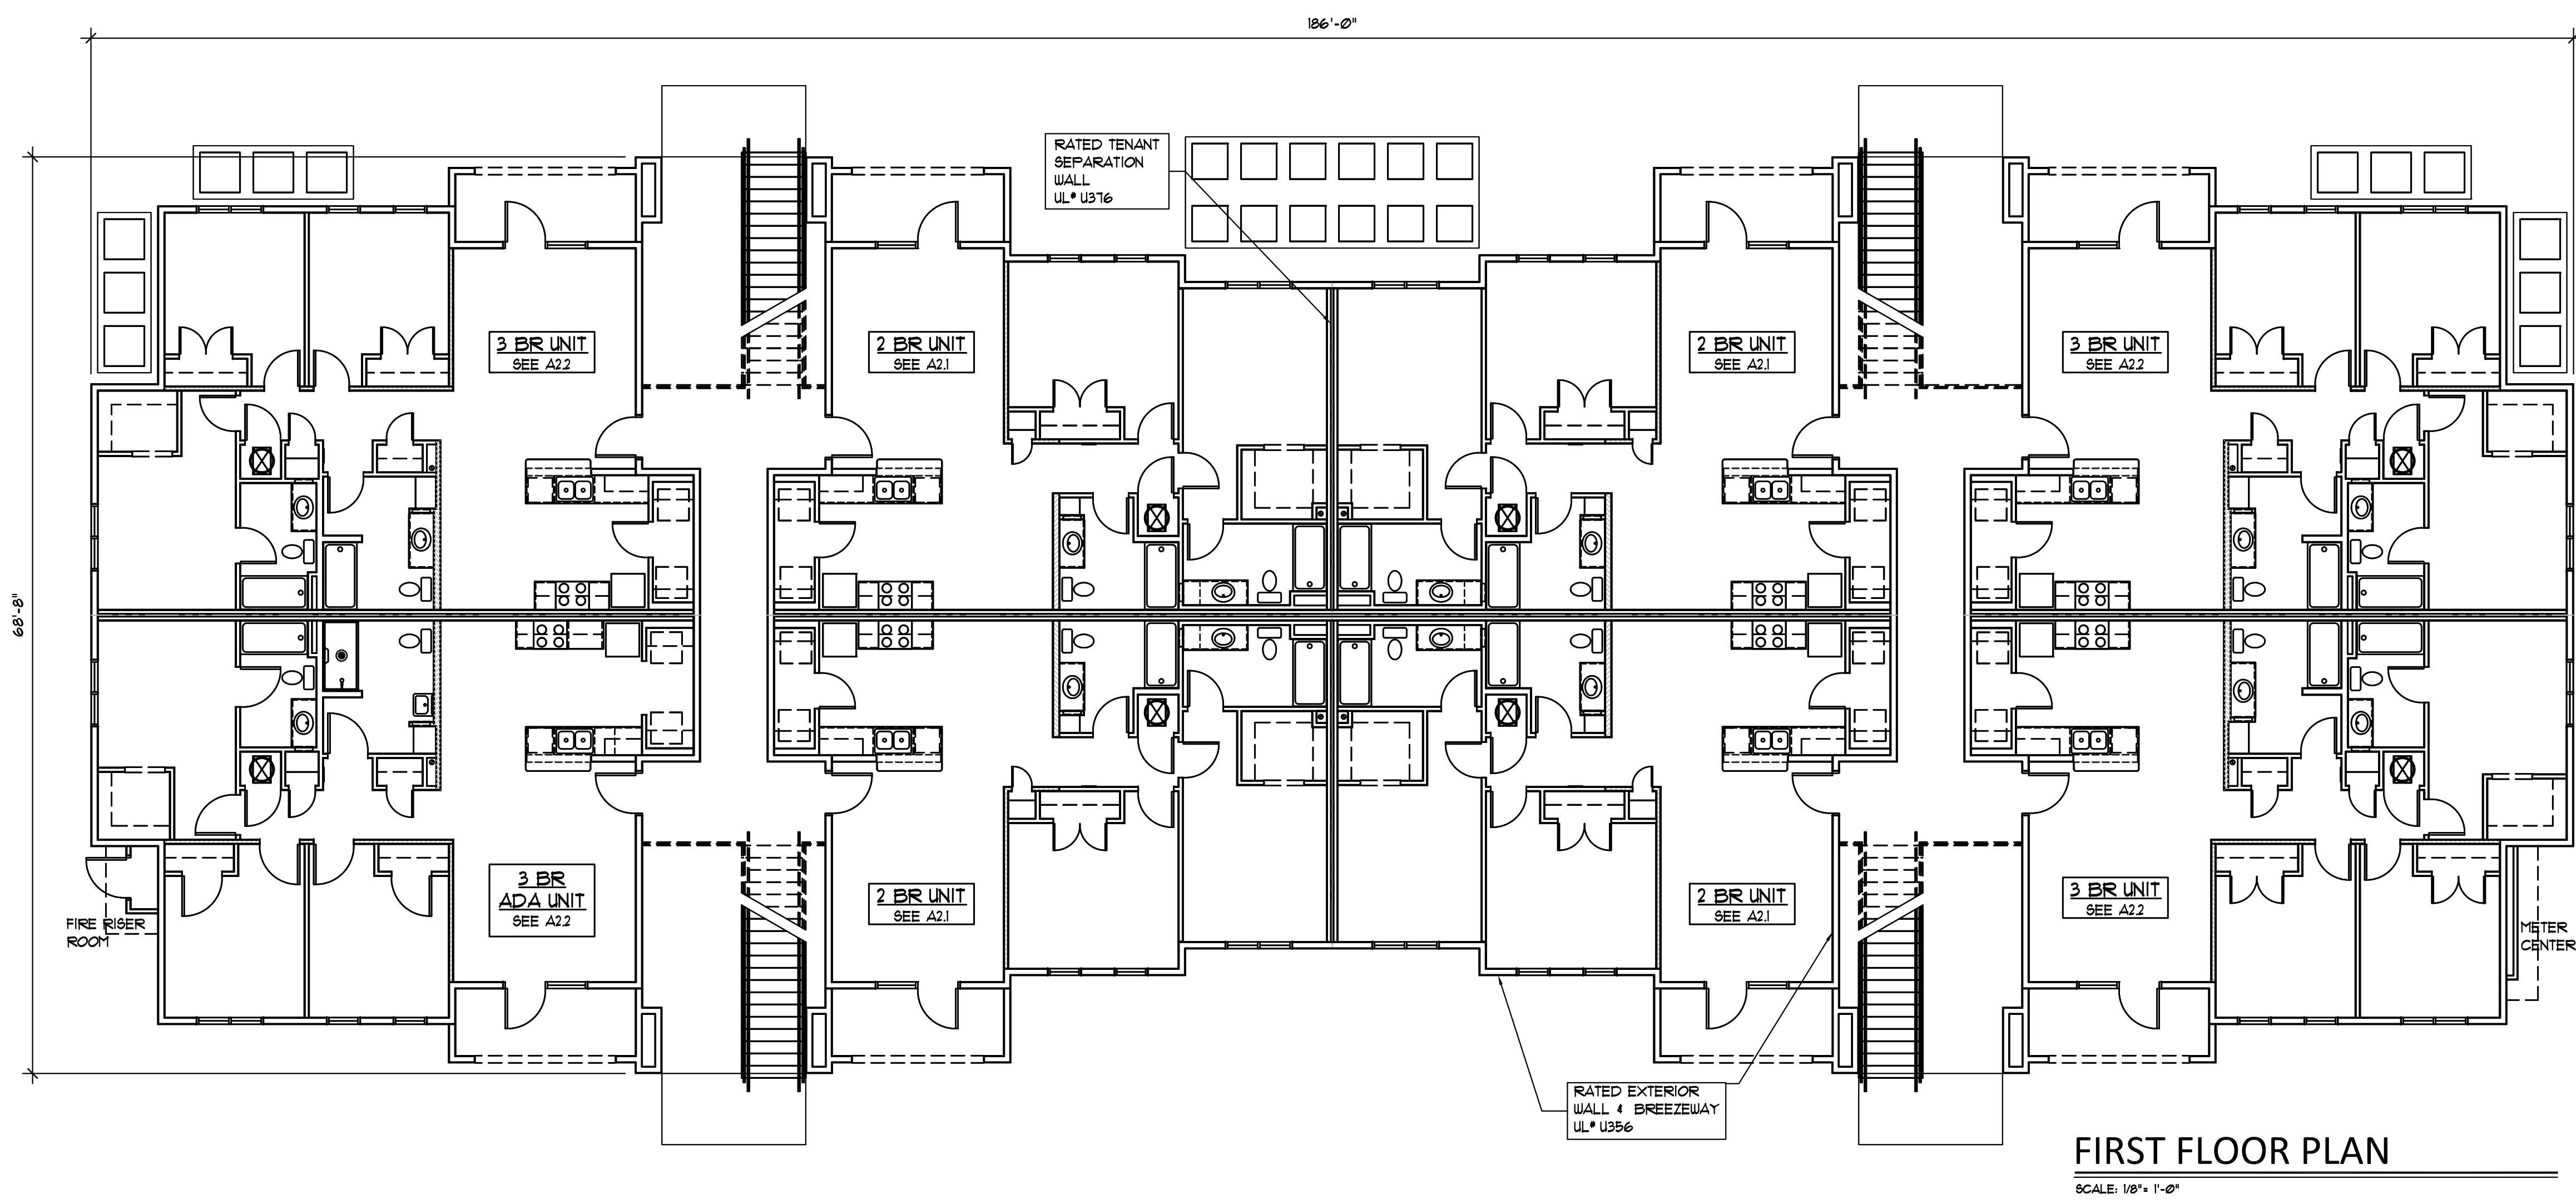 186'-0"
RATED TENANT
SEPARATION
WALL
UL# U376
3 BR UNIT
SEE A2.2
2 BR UNIT
SEE A2.1
2 BR UNIT
SEE A2.1
3 BR UNIT
SEE A2.2
68'-8"
3 BR
ADA UNIT
SEE A2.2
2 BR UNIT
SEE A2.1
2 BR UNIT
SEE A2.1
3 BR UNIT
SEE A2.2
FIRE RISER
ROOM
METER
CENTER
RATED EXTERIOR
WALL & BREEZEWAY
UL# U356
FIRST FLOOR PLAN
SCALE: 1/8"= 1'-0"